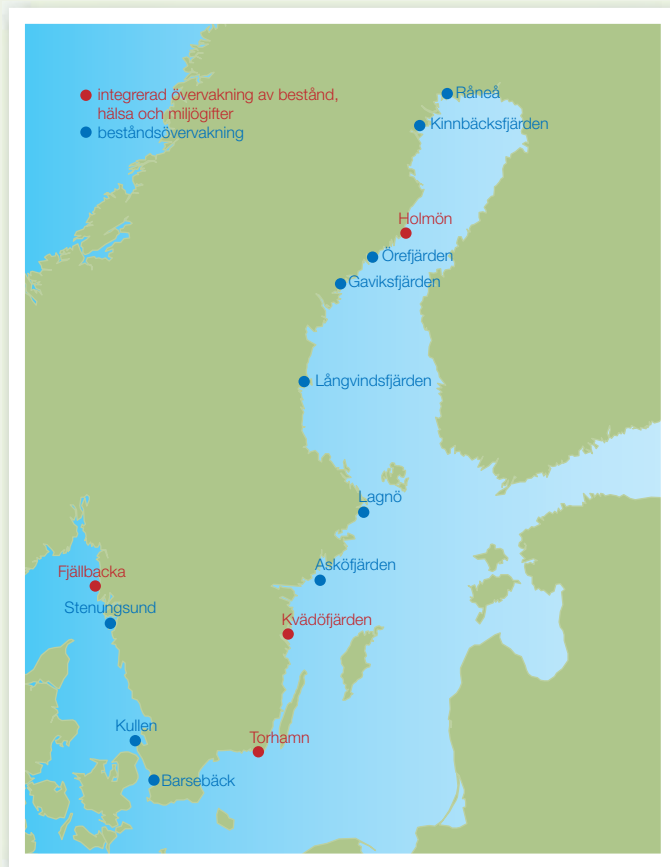 integrerad övervakning av bestånd,
hälsa och miljögifter
beståndsövervakning
Råneå
Kinnbäcksfjärden
Holmön
Örefjärden
Gaviksfjärden
Långvindsfjärden
Lagnö
Asköfjärden
Fjällbacka
Stenungsund
Kvädöfjärden
Kullen
Torhamn
Barsebäck